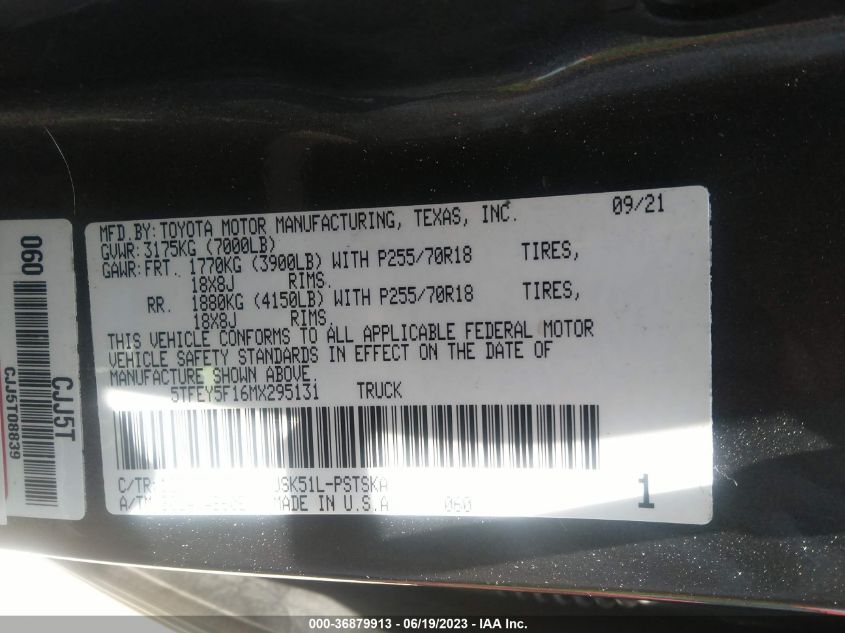 MFD.BY:TOYOTA MOTOR MANUFACTURING, TEXAS, INC. 09/21
GVWR:3175KG (7000LB)
GAWR:FRT. 1770KG (3900LB) WITH P255/70R18 TIRES,
18X8J RIMS.
RR. 1880KG (4150LB) WITH P255/70R18 TIRES,
18X8J RIMS.
THIS VEHICLE CONFORMS TO ALL APPLICABLE FEDERAL MOTOR
VEHICLE SAFETY STANDARDS IN EFFECT ON THE DATE OF
MANUFACTURE SHOWN ABOVE.
5TFEY5F16MX295131 TRUCK
C/TR: USK51L-PSTSKA
A/TM MADE IN U.S.A 060
1
060
CJJ5T
CJJ5T08839
000-36879913 - 06/19/2023 - IAA Inc.